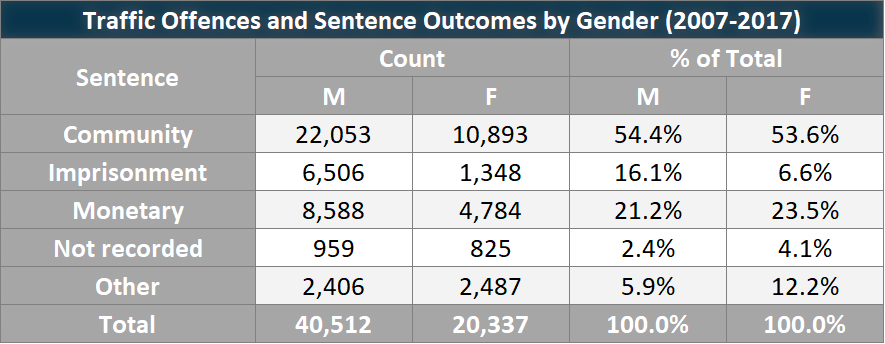 Traffic Offences and Sentence Outcomes by Gender (2007-2017)
Sentence Count % of Total
M F M F
Community 22,053 10,893 54.4% 53.6%
Imprisonment 6,506 1,348 16.1% 6.6%
Monetary 8,588 4,784 21.2% 23.5%
Not recorded 959 825 2.4% 4.1%
Other 2,406 2,487 5.9% 12.2%
Total 40,512 20,337 100.0% 100.0%